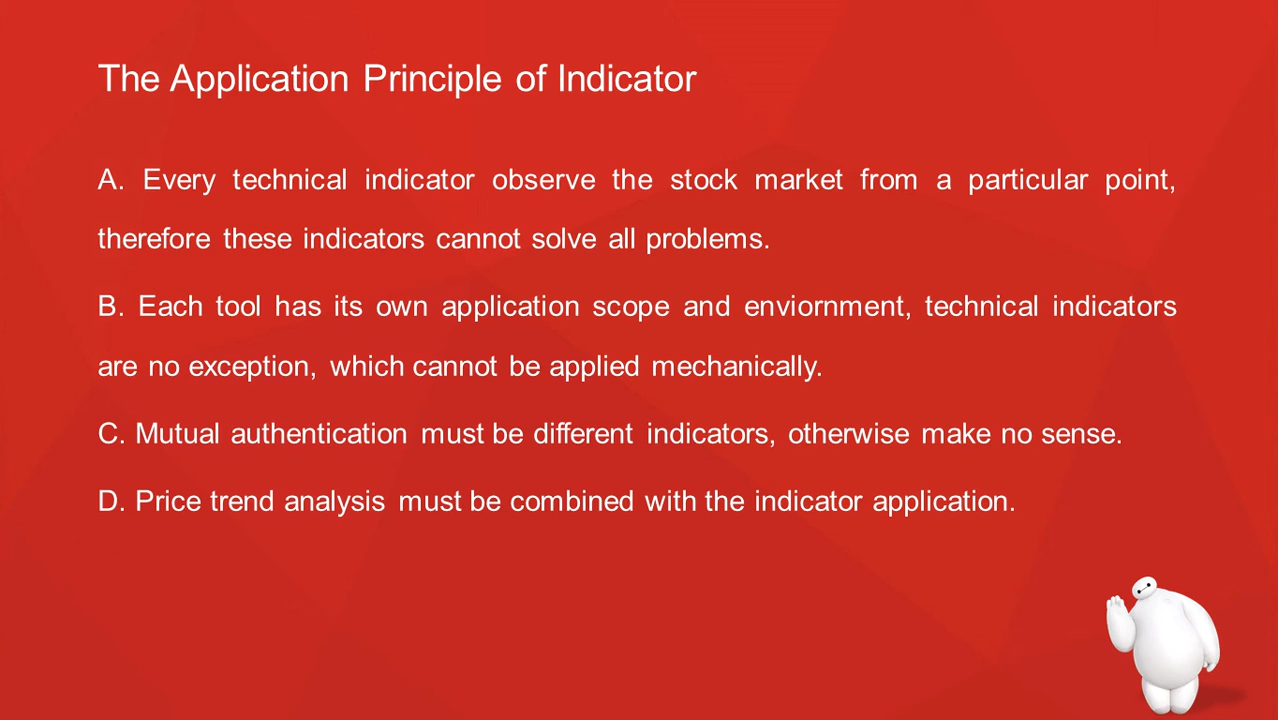 The Application Principle of Indicator
A. Every technical indicator observe the stock market from a particular point,
therefore these indicators cannot solve all problems.
B. Each tool has its own application scope and enviornment, technical indicators
are no exception, which cannot be applied mechanically.
C. Mutual authentication must be different indicators, otherwise make no sense.
D. Price trend analysis must be combined with the indicator application.